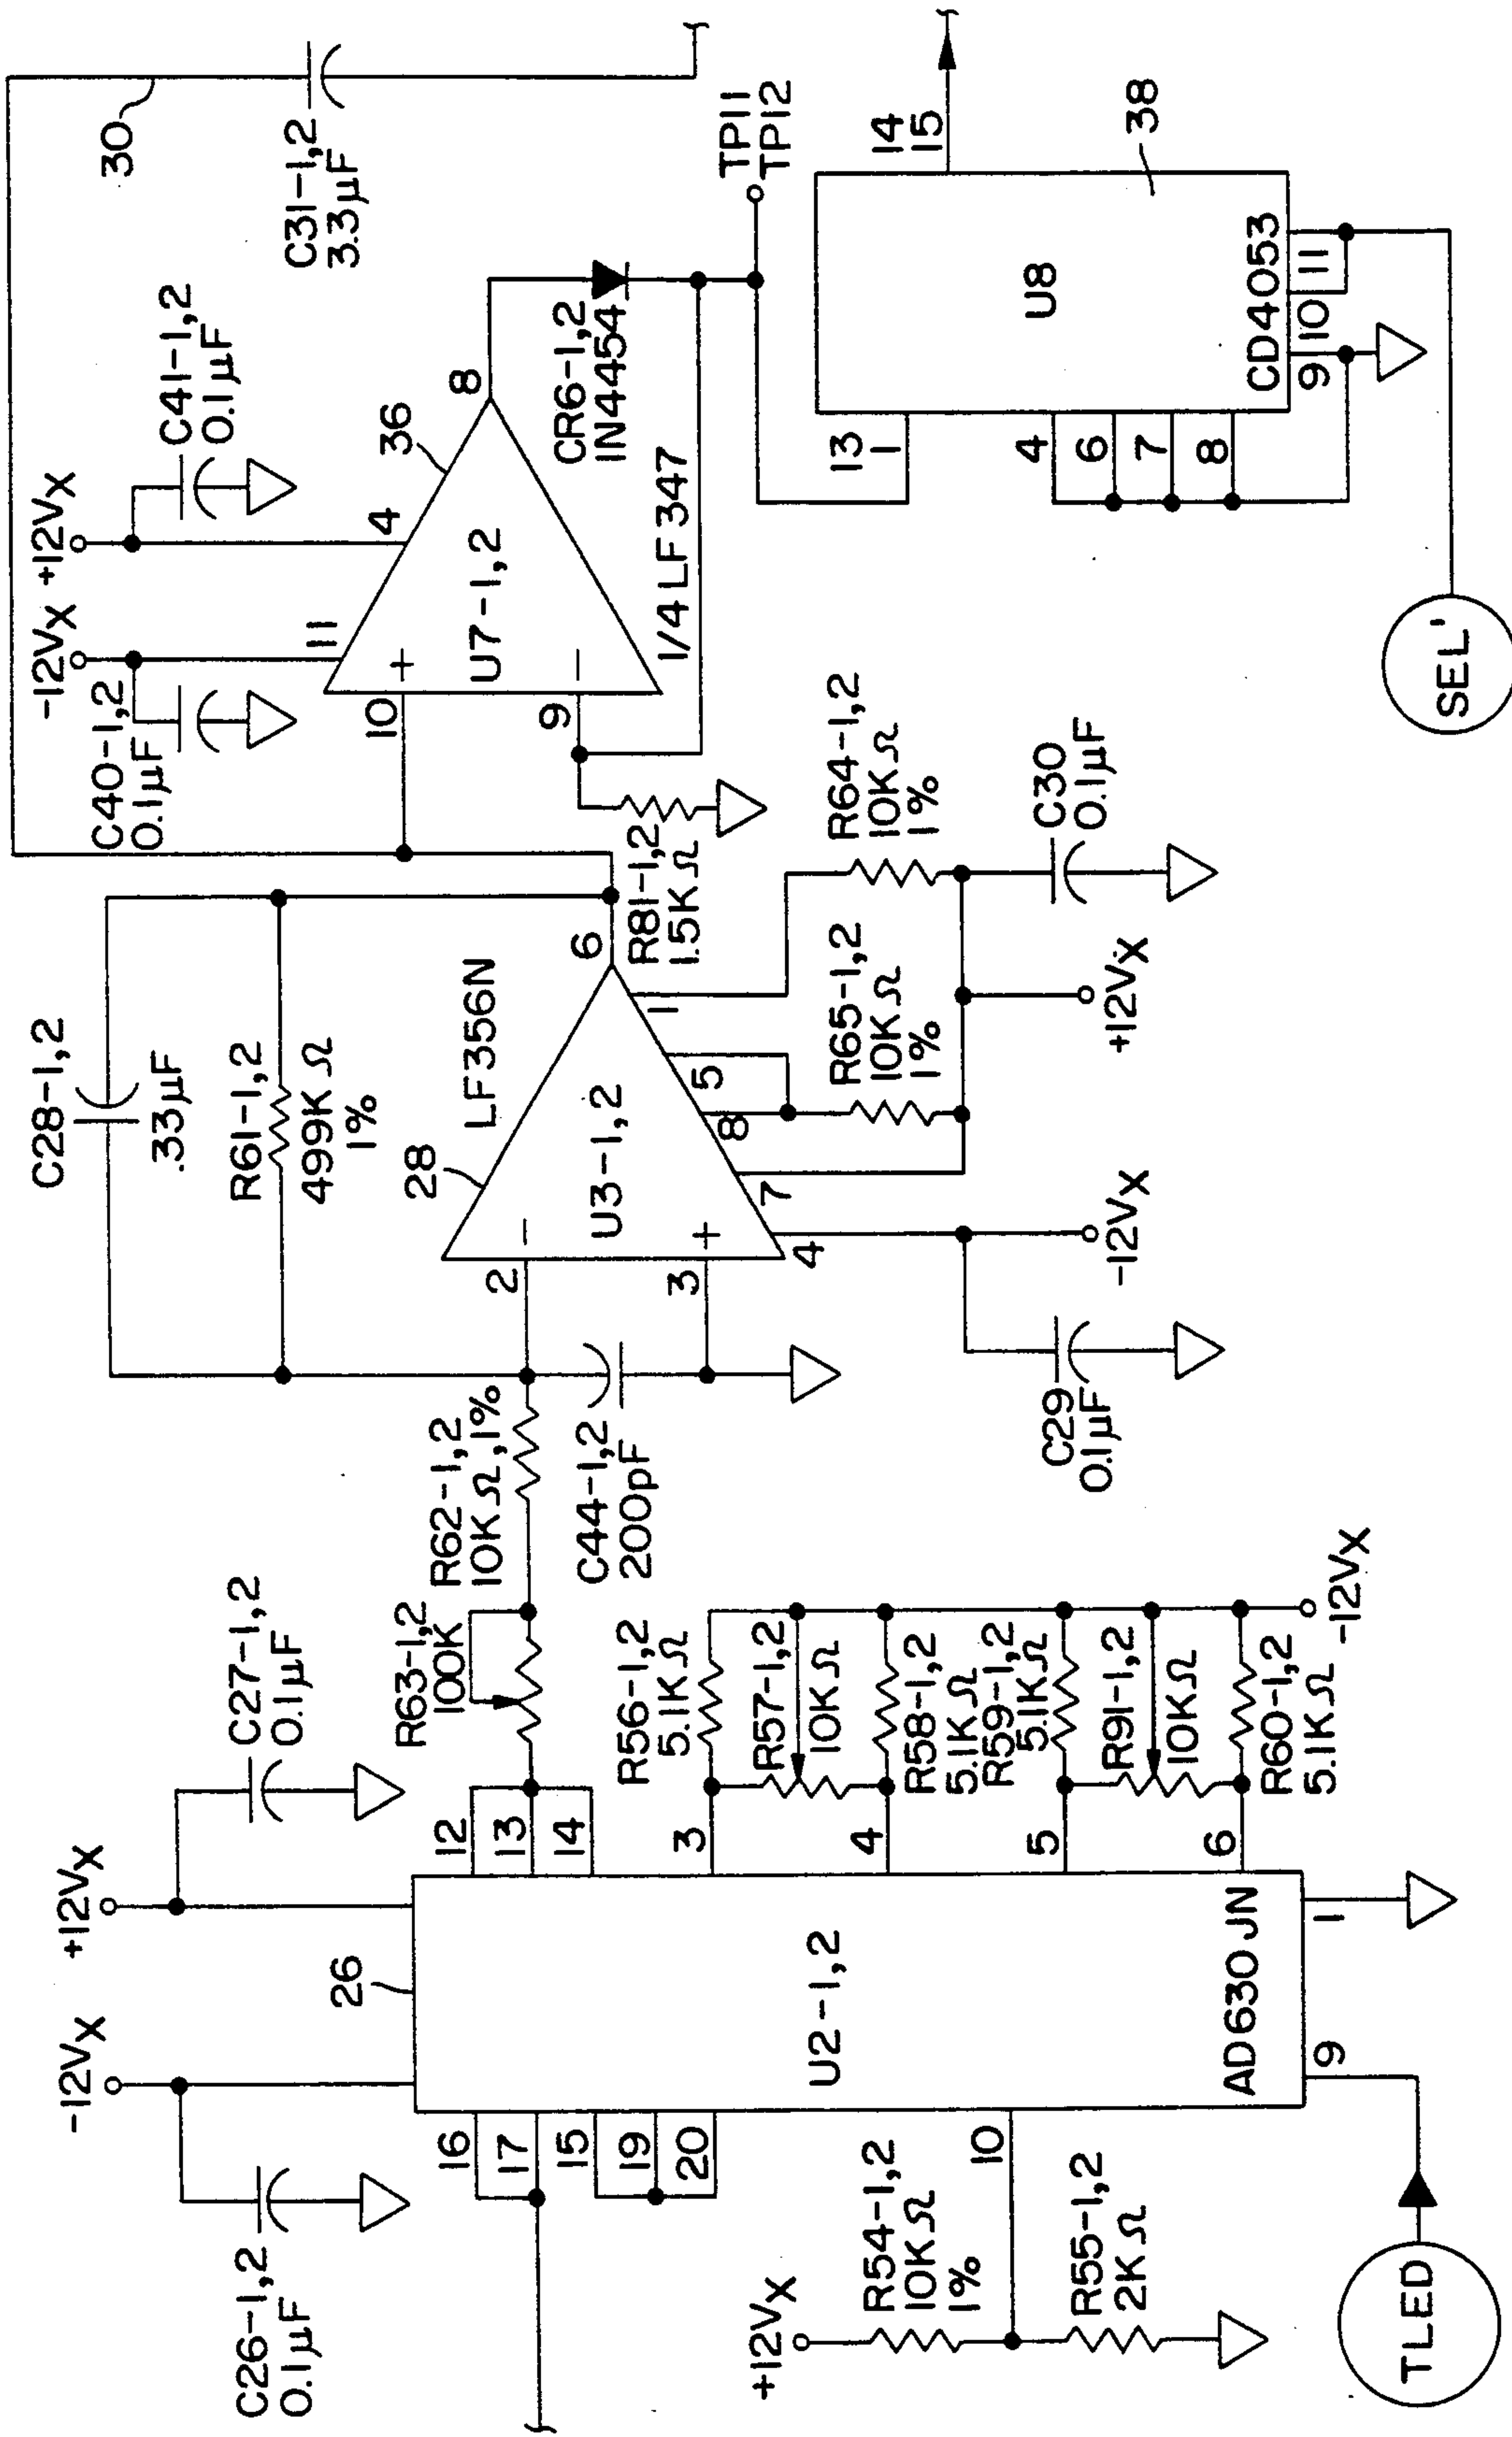 -12VX
+12VX
C26-1,2
0.1µF
C27-1,2
0.1µF
26
16
17
15
19
20
10
12
13
14
3
4
5
6
U2-1,2
AD630JN
9
1
+12VX
R54-1,2
10KΩ
1%
R55-1,2
2KΩ
TLED
R63-1,2
100K
R62-1,2
10KΩ,1%
C44-1,2
200pF
R56-1,2
5.1KΩ
R57-1,2
10KΩ
R58-1,2
5.1KΩ
R59-1,2
5.1KΩ
R91-1,2
10KΩ
R60-1,2
5.1KΩ
-12VX
C28-1,2
.33µF
R61-1,2
499KΩ
1%
28
LF356N
2
-
U3-1,2
3
+
6
4
7
8
5
1
R65-1,2
10KΩ
1%
R64-1,2
10KΩ
1%
C29
0.1µF
-12VX
+12VX
C30
0.1µF
R81-1,2
1.5KΩ
-12VX
+12VX
C40-1,2
0.1µF
C41-1,2
0.1µF
11
4
36
10
+
U7-1,2
9
-
8
1/4 LF347
CR6-1,2
1N4454
30
C31-1,2
3.3µF
TP11
TP12
13
1
4
6
7
8
U8
CD4053
9
10
11
14
15
38
SEL'